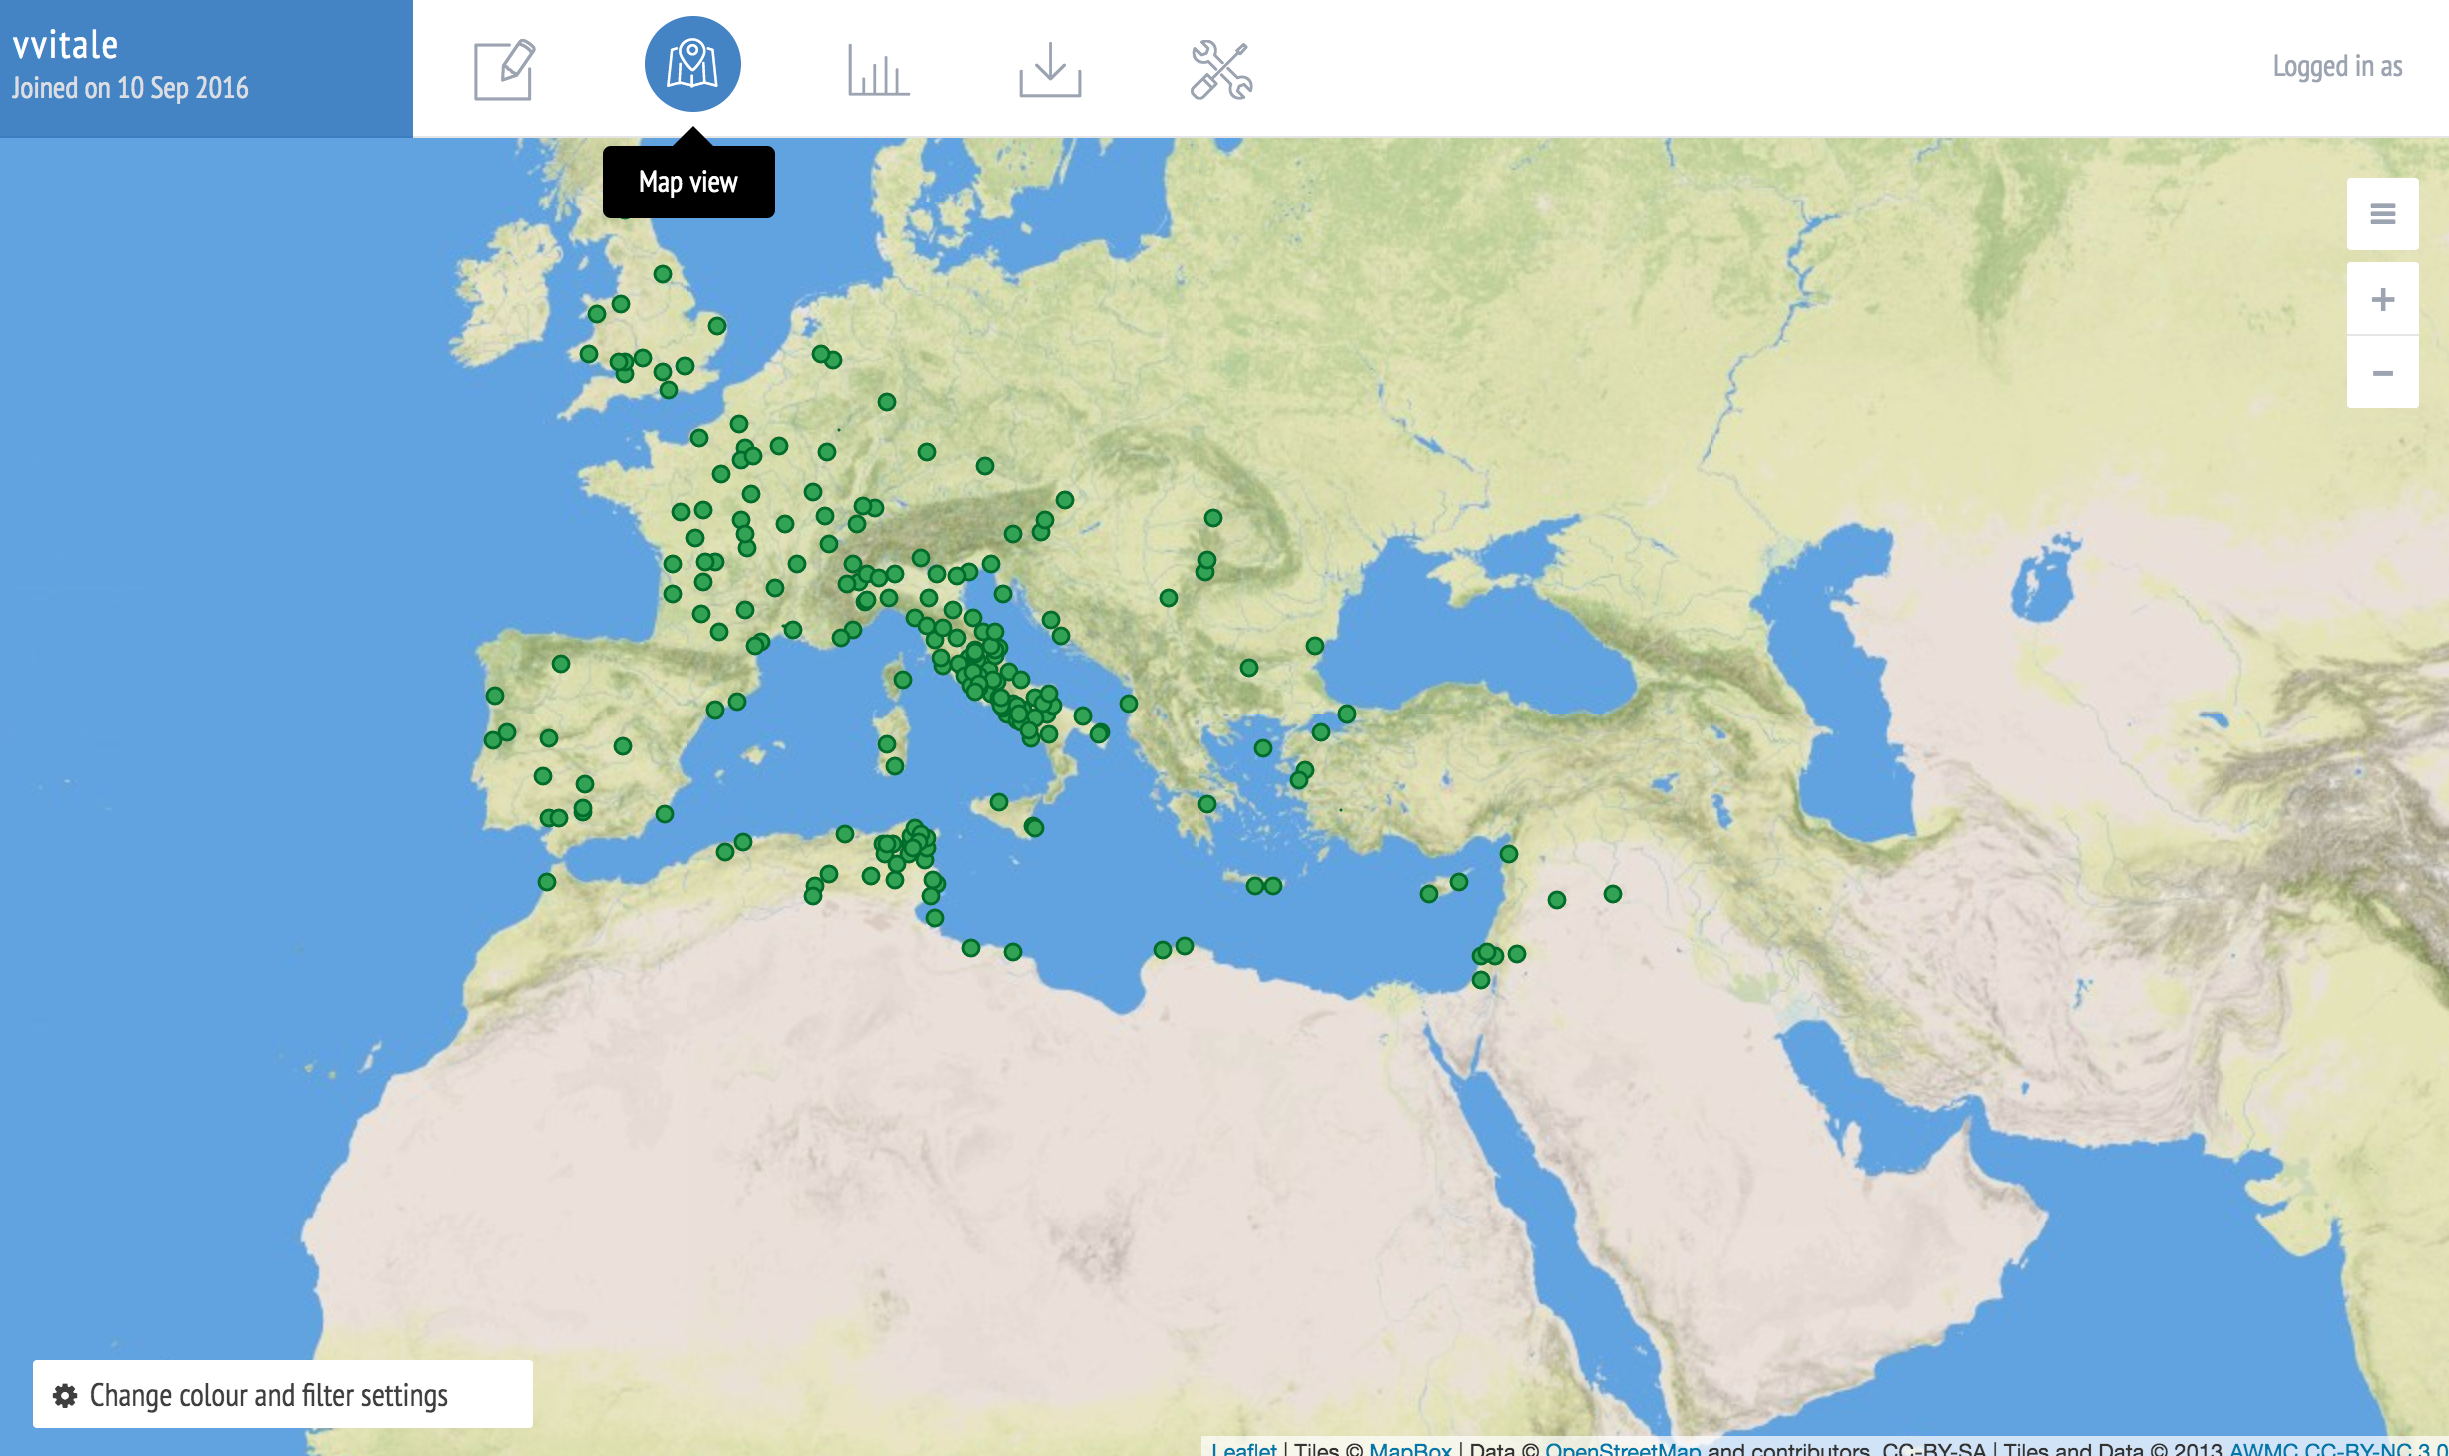 vvitale
Joined on 10 Sep 2016
Logged in as
Map view
Change colour and filter settings
Leaflet | Tiles © MapBox | Data © OpenStreetMap and contributors, CC-BY-SA | Tiles and Data © 2013 AWMC CC-BY-NC 3.0